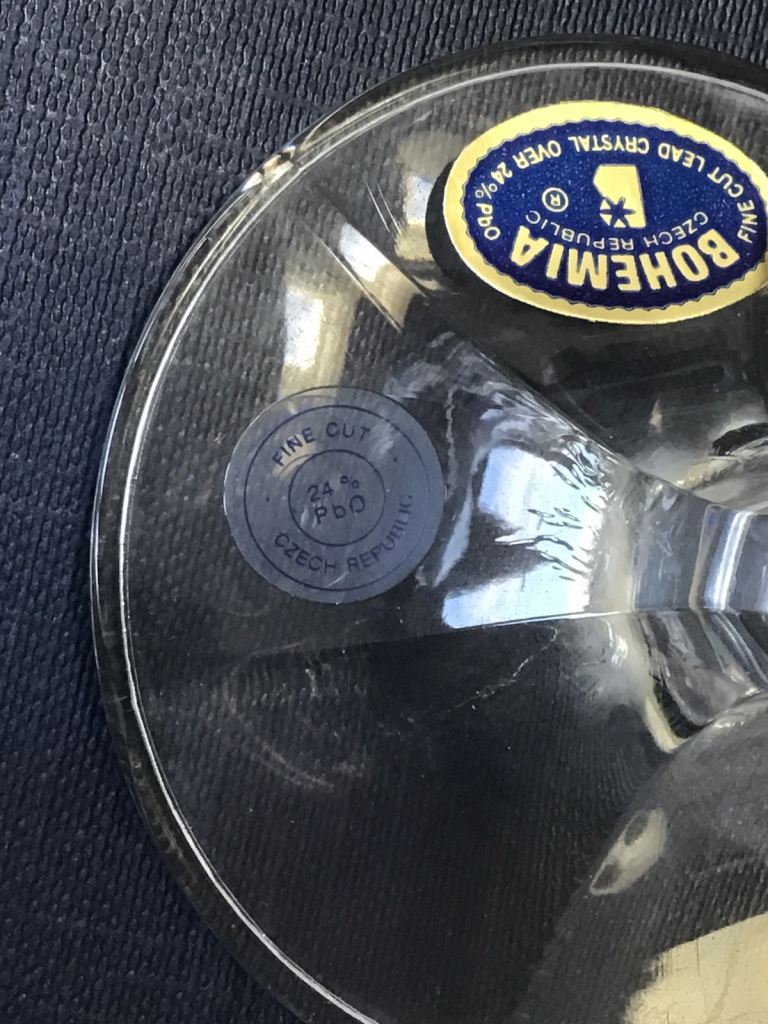 FINE CUT LEAD CRYSTAL OVER 24% PbO
®
CZECH REPUBLIC
BOHEMIA
FINE CUT
24 %
PbO
CZECH REPUBLIC